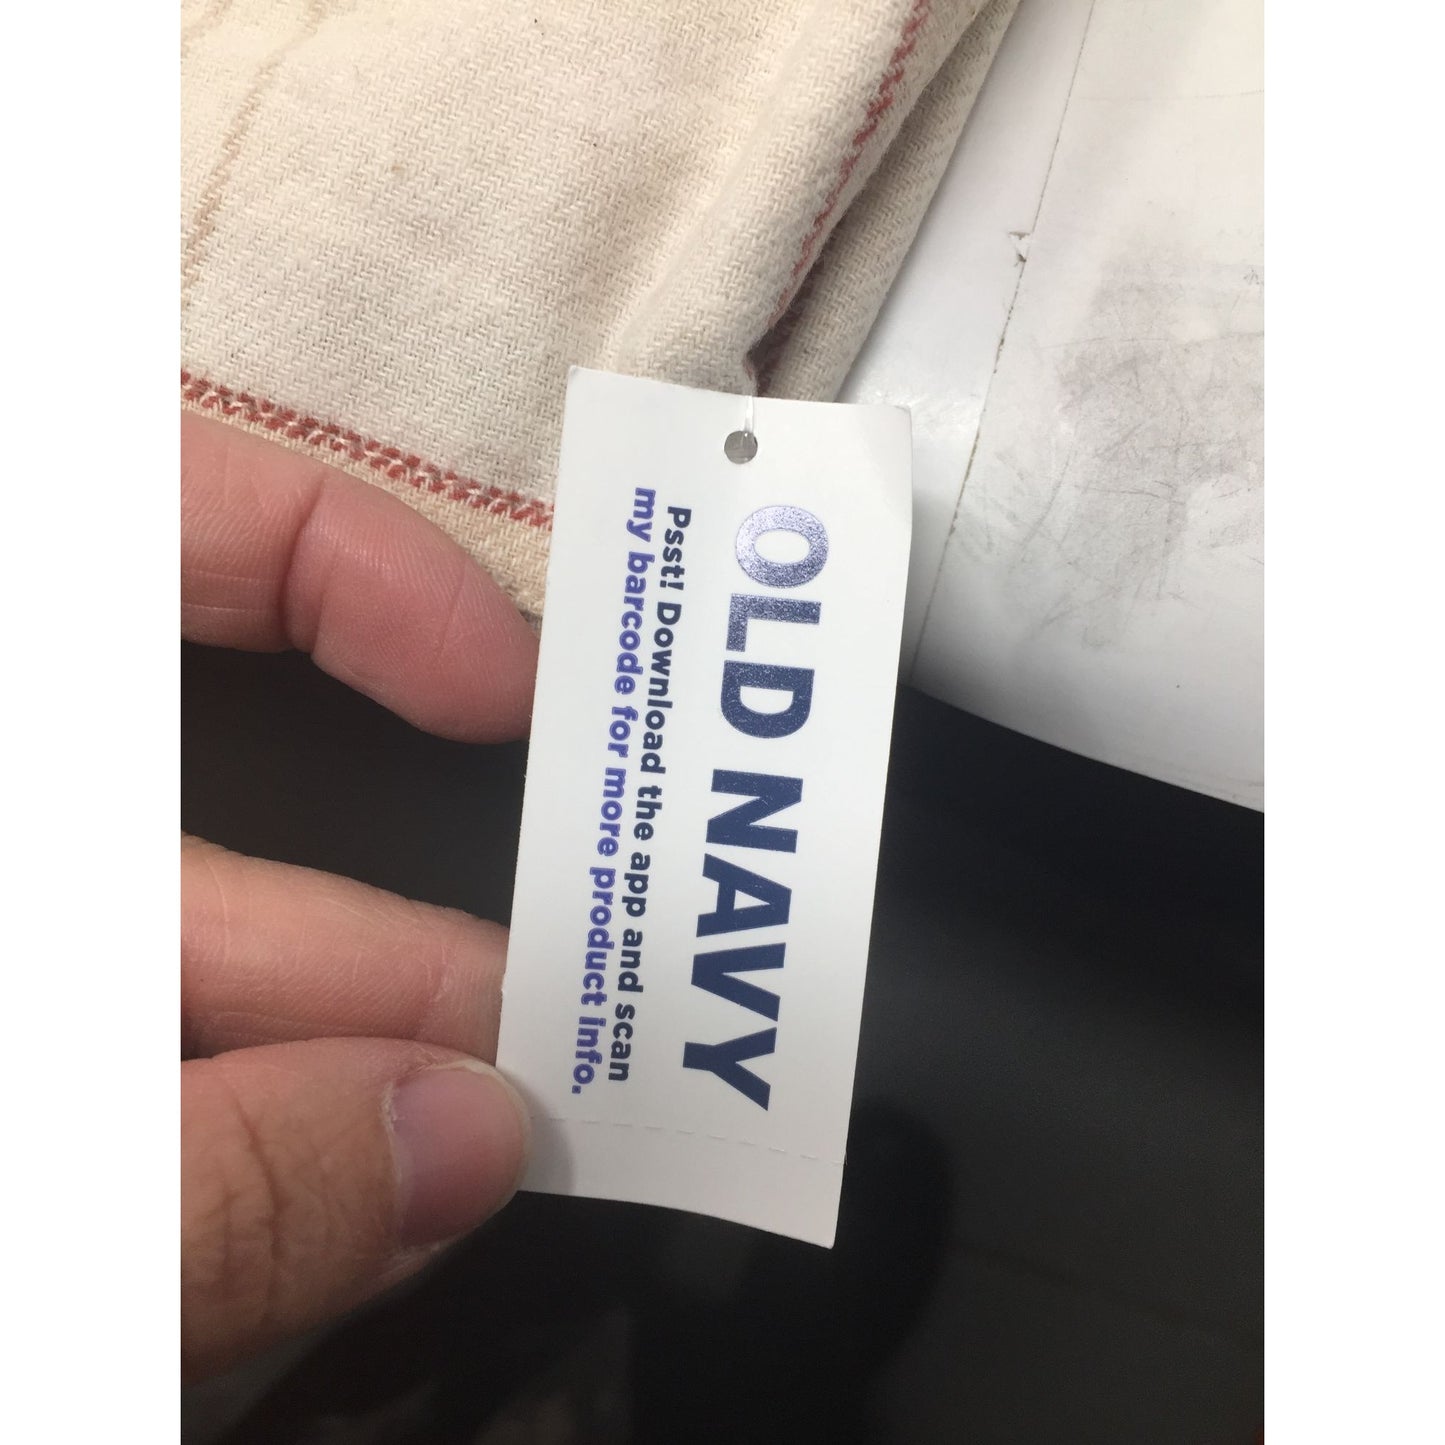 OLD NAVY
Psst! Download the app and scan
my barcode for more product info.